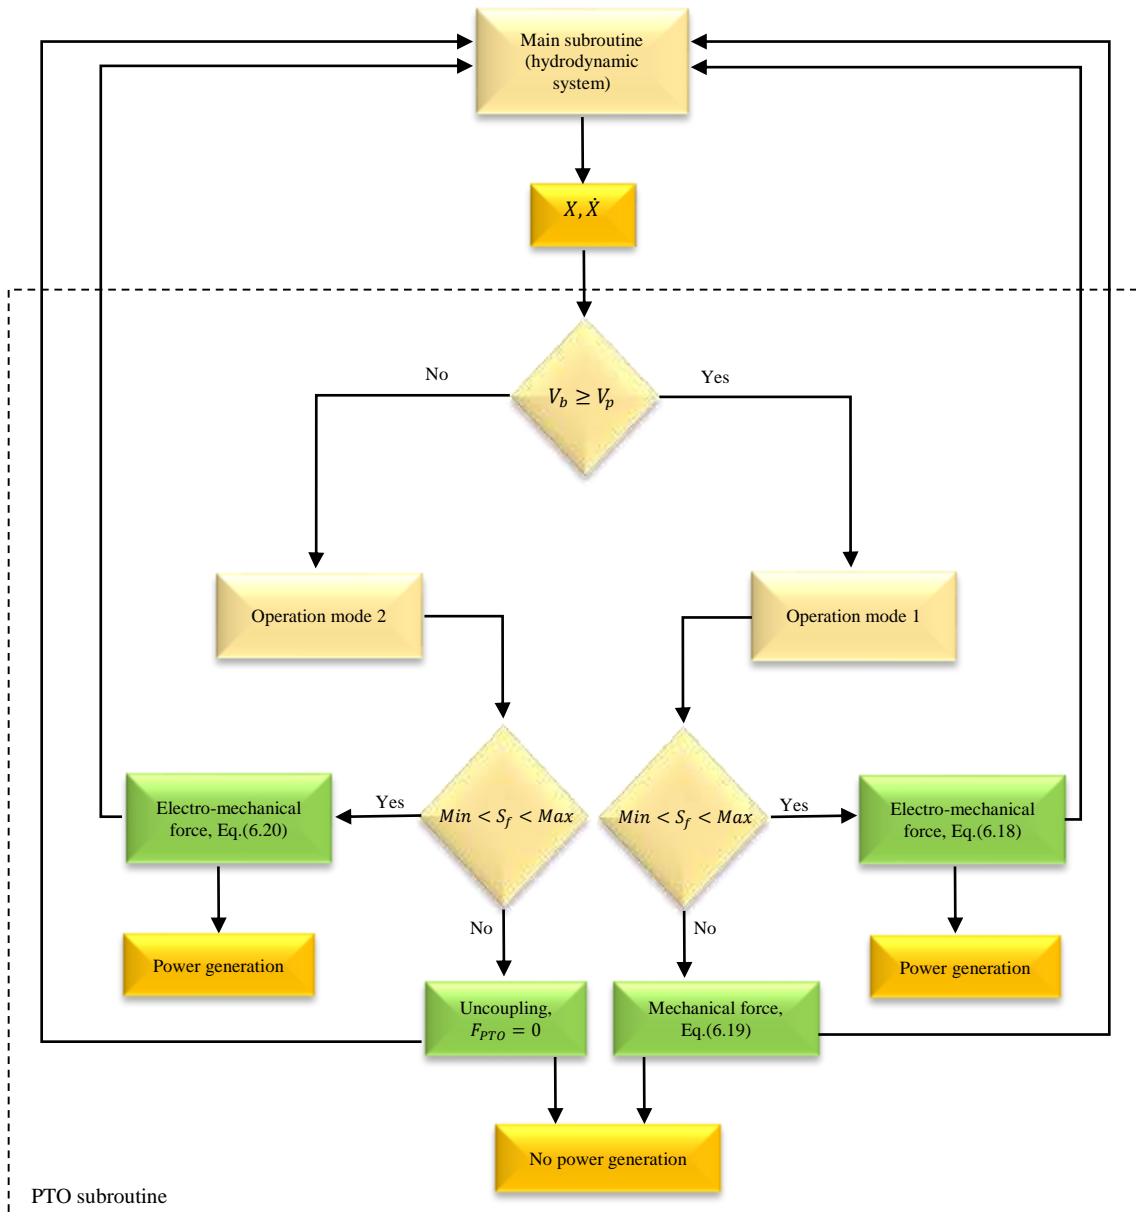 Main subroutine
(hydrodynamic
system)
X, Ẋ
No
Yes
V_b ≥ V_p
Operation mode 2
Operation mode 1
Electro-mechanical
force, Eq.(6.20)
Yes
Min < S_f < Max
Min < S_f < Max
Yes
Electro-mechanical
force, Eq.(6.18)
No
No
Power generation
Power generation
Uncoupling,
F_PTO = 0
Mechanical force,
Eq.(6.19)
No power generation
PTO subroutine